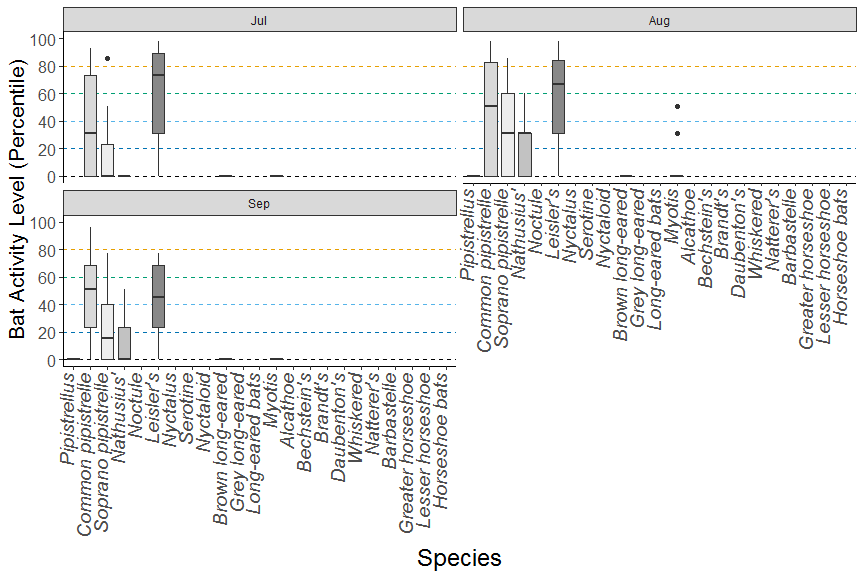 Jul
Aug
Bat Activity Level (Percentile)
100
80
60
40
20
0
Pipistrellus
Common pipistrelle
Soprano pipistrelle
Nathusius'
Noctule
Leisler's
Nyctalus
Serotine
Nyctaloid
Brown long-eared
Grey long-eared
Long-eared bats
Myotis
Alcathoe
Bechstein's
Brandt's
Daubenton's
Whiskered
Natterer's
Barbastelle
Greater horseshoe
Lesser horseshoe
Horseshoe bats
Sep
100
80
60
40
20
0
Pipistrellus
Common pipistrelle
Soprano pipistrelle
Nathusius'
Noctule
Leisler's
Nyctalus
Serotine
Nyctaloid
Brown long-eared
Grey long-eared
Long-eared bats
Myotis
Alcathoe
Bechstein's
Brandt's
Daubenton's
Whiskered
Natterer's
Barbastelle
Greater horseshoe
Lesser horseshoe
Horseshoe bats
Species